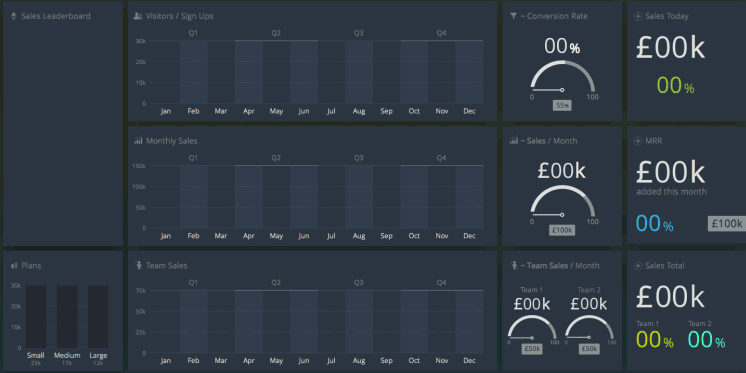 Sales Leaderboard
Visitors / Sign Ups
Q1 Q2 Q3 Q4
30k
20k
10k
0
Jan Feb Mar Apr May Jun Jul Aug Sep Oct Nov Dec
~ Conversion Rate
00%
0 100
55%
Sales Today
£00k
00%
Monthly Sales
Q1 Q2 Q3 Q4
150k
100k
50k
0
Jan Feb Mar Apr May Jun Jul Aug Sep Oct Nov Dec
~ Sales / Month
£00k
0 100
£100k
MRR
£00k
added this month
00% £100k
Plans
30k
20k
10k
0
Small Medium Large
23k 17k 12k
Team Sales
Q1 Q2 Q3 Q4
75k
50k
25k
0
Jan Feb Mar Apr May Jun Jul Aug Sep Oct Nov Dec
~ Team Sales / Month
Team 1 Team 2
£00k £00k
0 100 0 100
£50k £50k
Sales Total
£00k
Team 1 Team 2
00% 00%